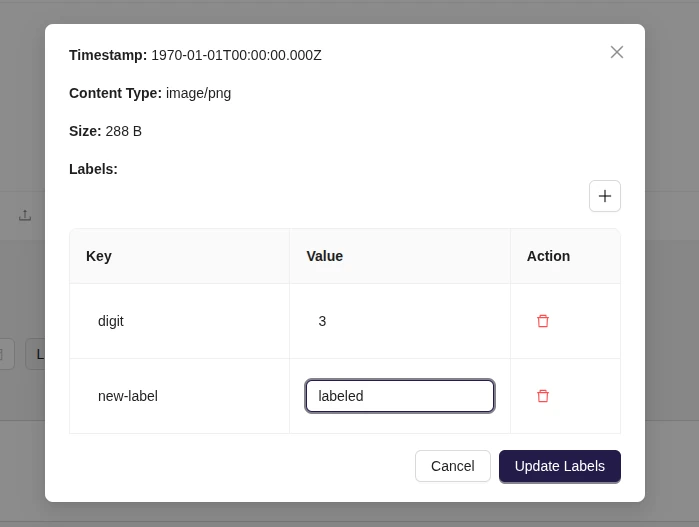 Timestamp: 1970-01-01T00:00:00.000Z
Content Type: image/png
Size: 288 B
Labels:
Key Value Action
digit 3
new-label labeled
L
Cancel Update Labels